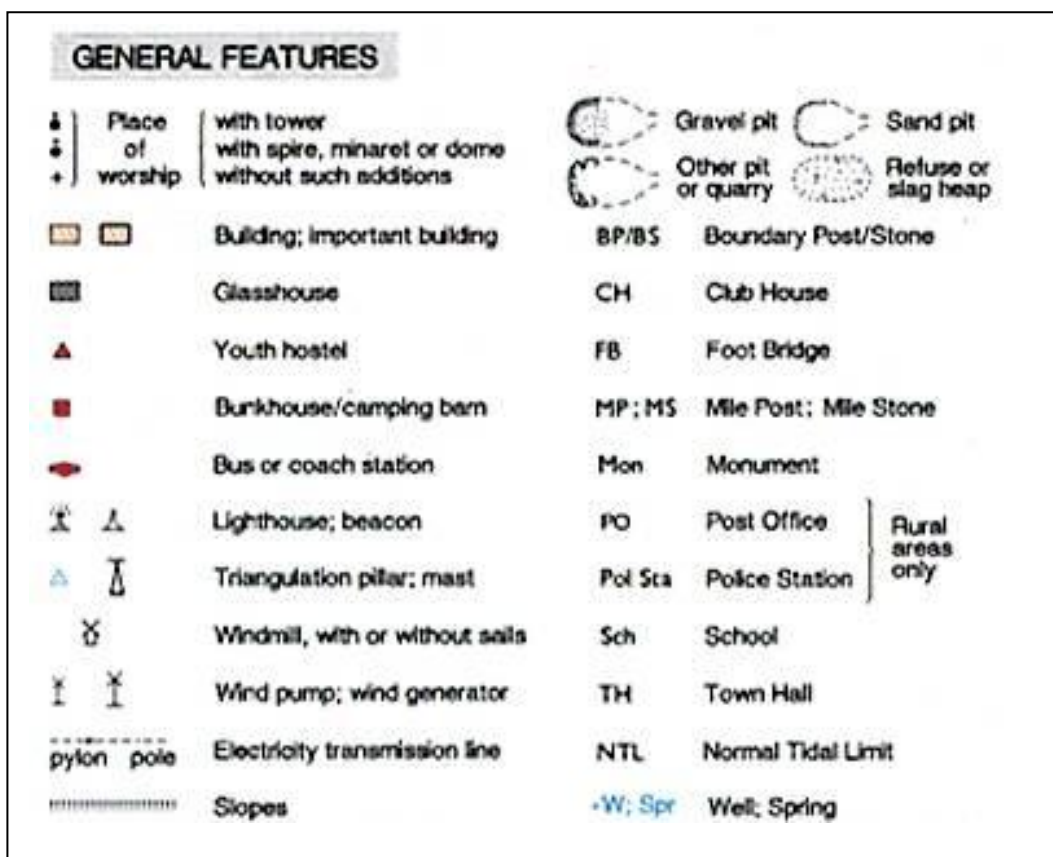 GENERAL FEATURES
Place of worship
with tower
with spire, minaret or dome
without such additions
Building; important building
Glasshouse
Youth hostel
Bunkhouse/camping barn
Bus or coach station
Lighthouse; beacon
Triangulation pillar; mast
Windmill, with or without sails
Wind pump; wind generator
pylon pole Electricity transmission line
Slopes
Gravel pit
Sand pit
Other pit
or quarry
Refuse or
slag heap
BP/BS Boundary Post/Stone
CH Club House
FB Foot Bridge
MP; MS Mile Post; Mile Stone
Mon Monument
PO Post Office
Pol Sta Police Station
Rural
areas
only
Sch School
TH Town Hall
NTL Normal Tidal Limit
W; Spr Well; Spring